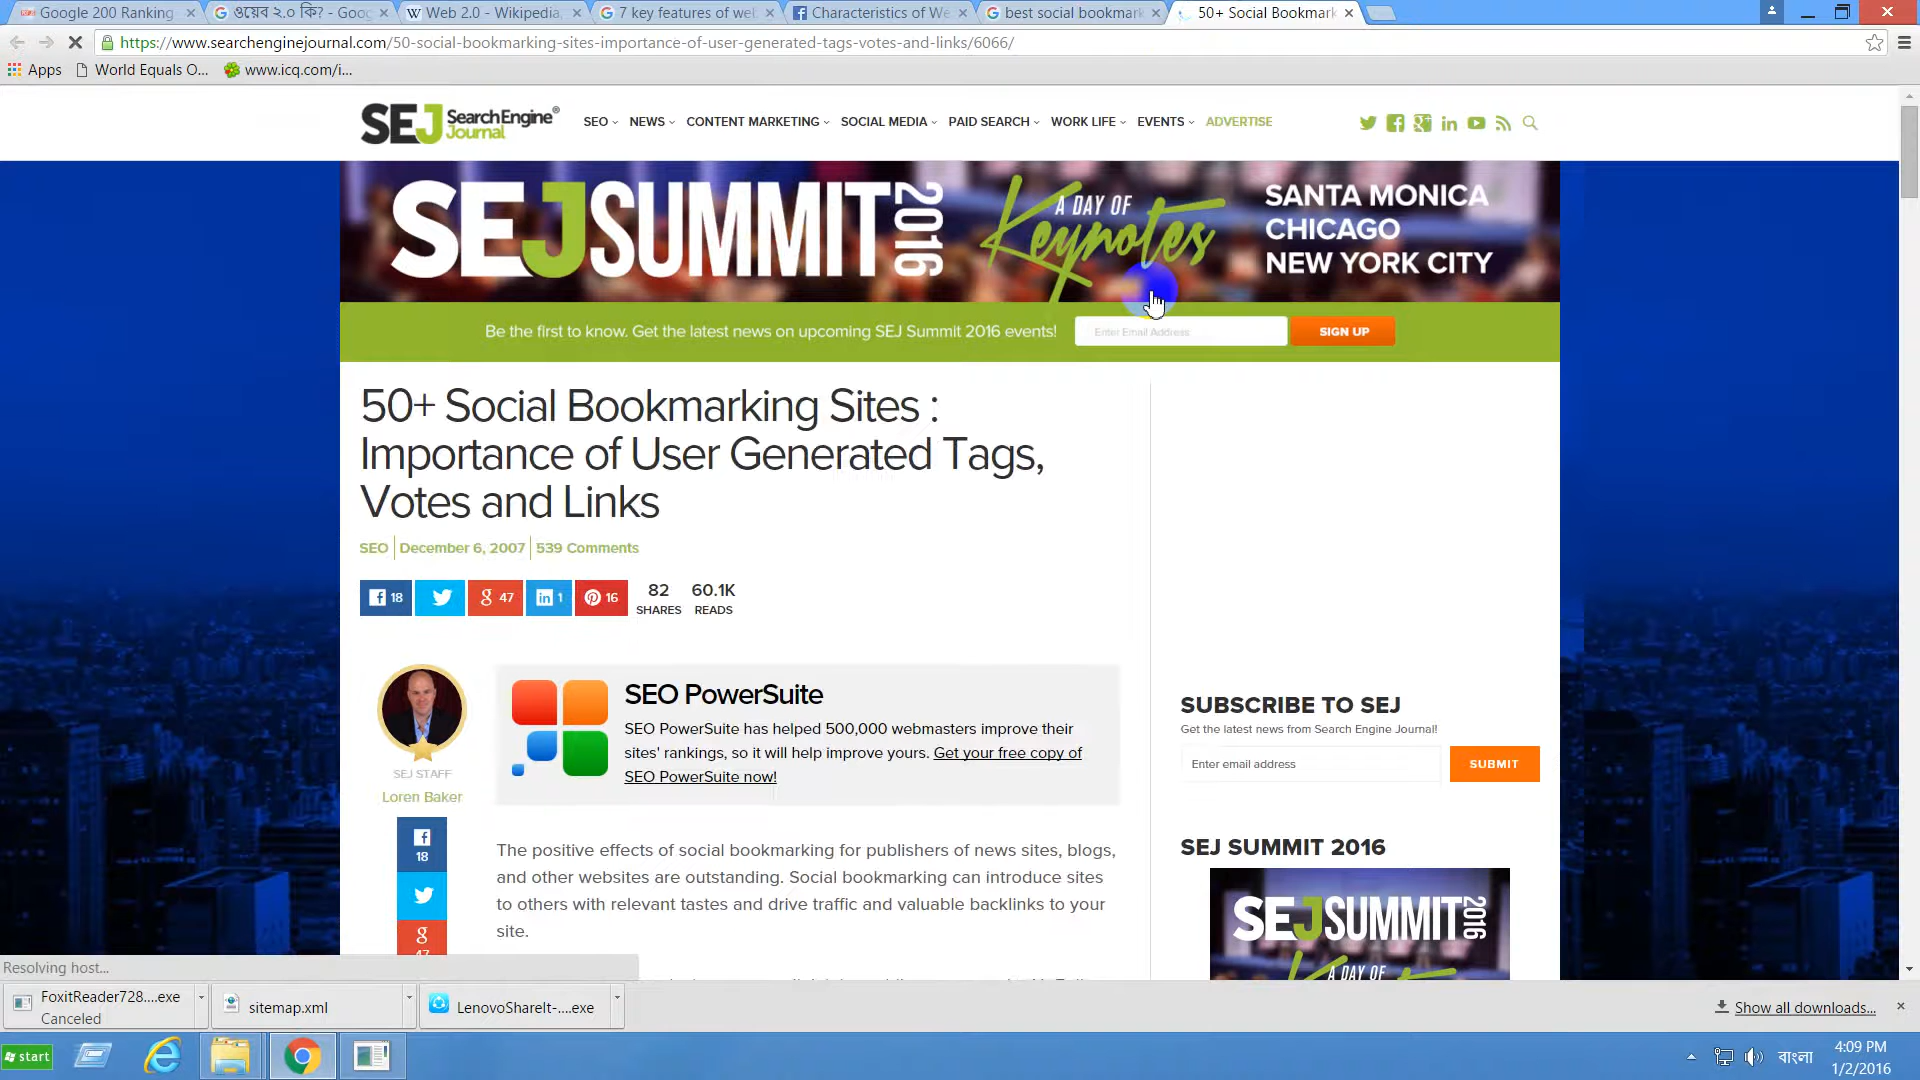 Google 200 Ranking
ওয়েব ২.০ কি? - Goog
Web 2.0 - Wikipedia,
7 key features of we
Characteristics of We
best social bookmar
50+ Social Bookmark
https://www.searchenginejournal.com/50-social-bookmarking-sites-importance-of-user-generated-tags-votes-and-links/6066/
Apps
World Equals O...
www.icq.com/i...
SEJ SearchEngine Journal®
SEO
NEWS
CONTENT MARKETING
SOCIAL MEDIA
PAID SEARCH
WORK LIFE
EVENTS
ADVERTISE
SEJSUMMIT 2016
A DAY OF
Keynotes
SANTA MONICA
CHICAGO
NEW YORK CITY
Be the first to know. Get the latest news on upcoming SEJ Summit 2016 events!
Enter Email Address
SIGN UP
50+ Social Bookmarking Sites :
Importance of User Generated Tags,
Votes and Links
SEO
December 6, 2007
539 Comments
18
47
1
16
82
SHARES
60.1K
READS
SEJ STAFF
Loren Baker
18
SEO PowerSuite
SEO PowerSuite has helped 500,000 webmasters improve their
sites' rankings, so it will help improve yours. Get your free copy of
SEO PowerSuite now!
The positive effects of social bookmarking for publishers of news sites, blogs,
and other websites are outstanding. Social bookmarking can introduce sites
to others with relevant tastes and drive traffic and valuable backlinks to your
site.
SUBSCRIBE TO SEJ
Get the latest news from Search Engine Journal!
Enter email address
SUBMIT
SEJ SUMMIT 2016
SEJSUMMIT 2016
A DAY OF
Resolving host...
FoxitReader728....exe
Canceled
sitemap.xml
LenovoShareIt-....exe
Show all downloads...
start
বাংলা
4:09 PM
1/2/2016